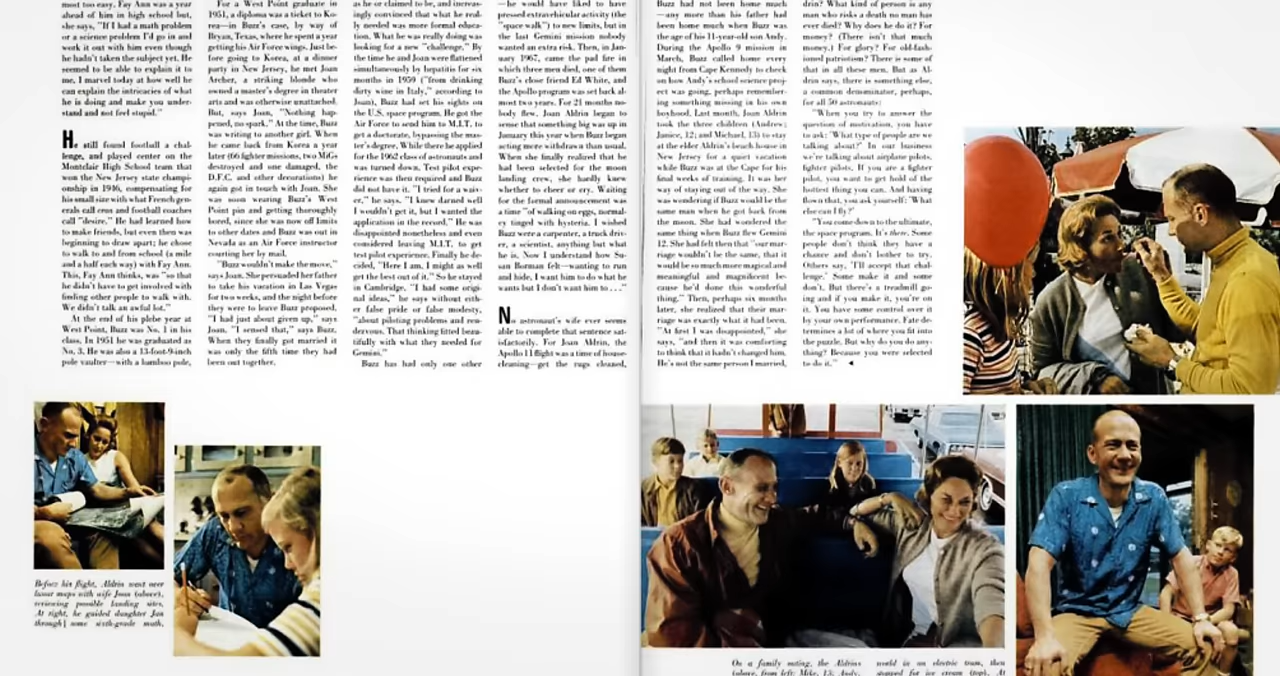 most too easy. Fay Ann was a year
ahead of him in high school but,
she says, "If I had a math problem
or a science problem I'd go in and
work it out with him even though
he hadn't taken the subject yet. He
seemed to be able to explain it to
me, I marvel today at how well he
can explain the intricacies of what
he is doing and make you under-
stand and not feel stupid."
He still found football a chal-
lenge, and played center on the
Montclair High School team that
won the New Jersey state champi-
onship in 1946, compensating for
his small size with what French gen-
erals call cran and football coaches
call "desire." He had learned how
to make friends, but even then was
beginning to draw apart; he chose
to walk to and from school (a mile
and a half each way) with Fay Ann.
This, Fay Ann thinks, was "so that
he didn't have to get involved with
finding other people to walk with.
We didn't talk an awful lot."
At the end of his plebe year at
West Point, Buzz was No. 1 in his
class. In 1951 he was graduated as
No. 3. He was also a 13-foot-9-inch
pole vaulter—with a bamboo pole,
For a West Point graduate in
1951, a diploma was a ticket to Ko-
rea—in Buzz's case, by way of
Bryan, Texas, where he spent a year
getting his Air Force wings. Just be-
fore going to Korea, at a dinner
party in New Jersey, he met Joan
Archer, a striking blonde who
owned a master's degree in theater
arts and was otherwise unattached.
But, says Joan, "Nothing hap-
pened, no spark." At the time, Buzz
was writing to another girl. When
he came back from Korea a year
later (66 fighter missions, two MiGs
destroyed and one damaged, the
D.F.C. and other decorations) he
again got in touch with Joan. She
was soon wearing Buzz's West
Point pin and getting thoroughly
bored, since she was now off limits
to other dates and Buzz was out in
Nevada as an Air Force instructor
courting her by mail.
"Buzz wouldn't make the move,"
says Joan. She persuaded her father
to take his vacation in Las Vegas
for two weeks, and the night before
they were to leave Buzz proposed.
"I had just about given up," says
Joan. "I sensed that," says Buzz.
When they finally got married it
was only the fifth time they had
been out together.
as he or claimed to be, and increas-
ingly convinced that what he real-
ly needed was more formal educa-
tion. What he was really doing was
looking for a new "challenge." By
the time he and Joan were flattened
simultaneously by hepatitis for six
months in 1959 ("from drinking
dirty wine in Italy," according to
Joan), Buzz had set his sights on
the U.S. space program. He got the
Air Force to send him to M.I.T. to
get a doctorate, bypassing the mas-
ter's degree. While there he applied
for the 1962 class of astronauts and
was turned down. Test pilot expe-
rience was then required and Buzz
did not have it. "I tried for a waiv-
er," he says. "I knew darned well
I wouldn't get it, but I wanted the
application in the record." He was
disappointed nonetheless and even
considered leaving M.I.T. to get
test pilot experience. Finally he de-
cided, "Here I am, I might as well
get the best out of it." So he stayed
in Cambridge. "I had some origi-
nal ideas," he says without eith-
er false pride or false modesty,
"about piloting problems and ren-
dezvous. That thinking fitted beau-
tifully with what they needed for
Gemini."
Buzz has had only one other
—he would have liked to have
pressed extravehicular activity (the
"space walk") to new limits, but in
the last Gemini mission nobody
wanted an extra risk. Then, in Jan-
uary 1967, came the pad fire in
which three men died, one of them
Buzz's close friend Ed White, and
the Apollo program was set back al-
most two years. For 21 months no-
body flew. Joan Aldrin began to
sense that something big was up in
January this year when Buzz began
acting more withdrawn than usual.
When she finally realized that he
had been selected for the moon
landing crew, she hardly knew
whether to cheer or cry. Waiting
for the formal announcement was
a time "of walking on eggs, normal-
cy tinged with hysteria. I wished
Buzz were a carpenter, a truck driv-
er, a scientist, anything but what
he is. Now I understand how Su-
san Borman felt—wanting to run
and hide, I want him to do what he
wants but I don't want him to . . ."
No astronaut's wife ever seems
able to complete that sentence sat-
isfactorily. For Joan Aldrin, the
Apollo 11 flight was a time of house-
cleaning—get the rugs cleaned,
Buzz had not been home much
—any more than his father had
been home much when Buzz was
the age of his 11-year-old son Andy.
During the Apollo 9 mission in
March, Buzz called home every
night from Cape Kennedy to check
on how Andy's school science proj-
ect was going, perhaps remember-
ing something missing in his own
boyhood. Last month, Joan Aldrin
took the three children (Andrew;
Janice, 12; and Michael, 13) to stay
at the elder Aldrin's beach house in
New Jersey for a quiet vacation
while Buzz was at the Cape for his
final weeks of training. It was her
way of staying out of the way. She
was wondering if Buzz would be the
same man when he got back from
the moon. She had wondered the
same thing when Buzz flew Gemini
12. She had felt then that "our mar-
riage wouldn't be the same, that it
would be so much more magical and
meaningful and magnificent be-
cause he'd done this wonderful
thing." Then, perhaps six months
later, she realized that their mar-
riage was exactly what it had been.
"At first I was disappointed," she
says, "and then it was comforting
to think that it hadn't changed him.
He's not the same person I married,
drin? What kind of person is any
man who risks a death no man has
ever died? Why does he do it? For
money? (There isn't that much
money.) For glory? For old-fash-
ioned patriotism? There is some of
that in all these men. But as Al-
drin says, there is something else,
a common denominator, perhaps,
for all 50 astronauts:
"When you try to answer the
question of motivation, you have
to ask: 'What type of people are we
talking about?' In our business
we're talking about airplane pilots,
fighter pilots. If you are a fighter
pilot, you want to get hold of the
hottest thing you can. And having
flown that, you ask yourself: 'What
else can I fly?'
"You come down to the ultimate,
the space program. It's there. Some
people don't think they have a
chance and don't bother to try.
Others say, 'I'll accept that chal-
lenge.' Some make it and some
don't. But there's a treadmill go-
ing and if you make it, you're on
it. You have some control over it
by your own performance. Fate de-
termines a lot of where you fit into
the puzzle. But why do you do any-
thing? Because you were selected
to do it." ◄
Before his flight, Aldrin went over
lunar maps with wife Joan (above),
reviewing possible landing sites.
At right, he guided daughter Jan
through some sixth-grade math.
On a family outing, the Aldrins
(above, from left: Mike, 13; Andy,
world in an electric tram, then
stopped for ice cream (top). At